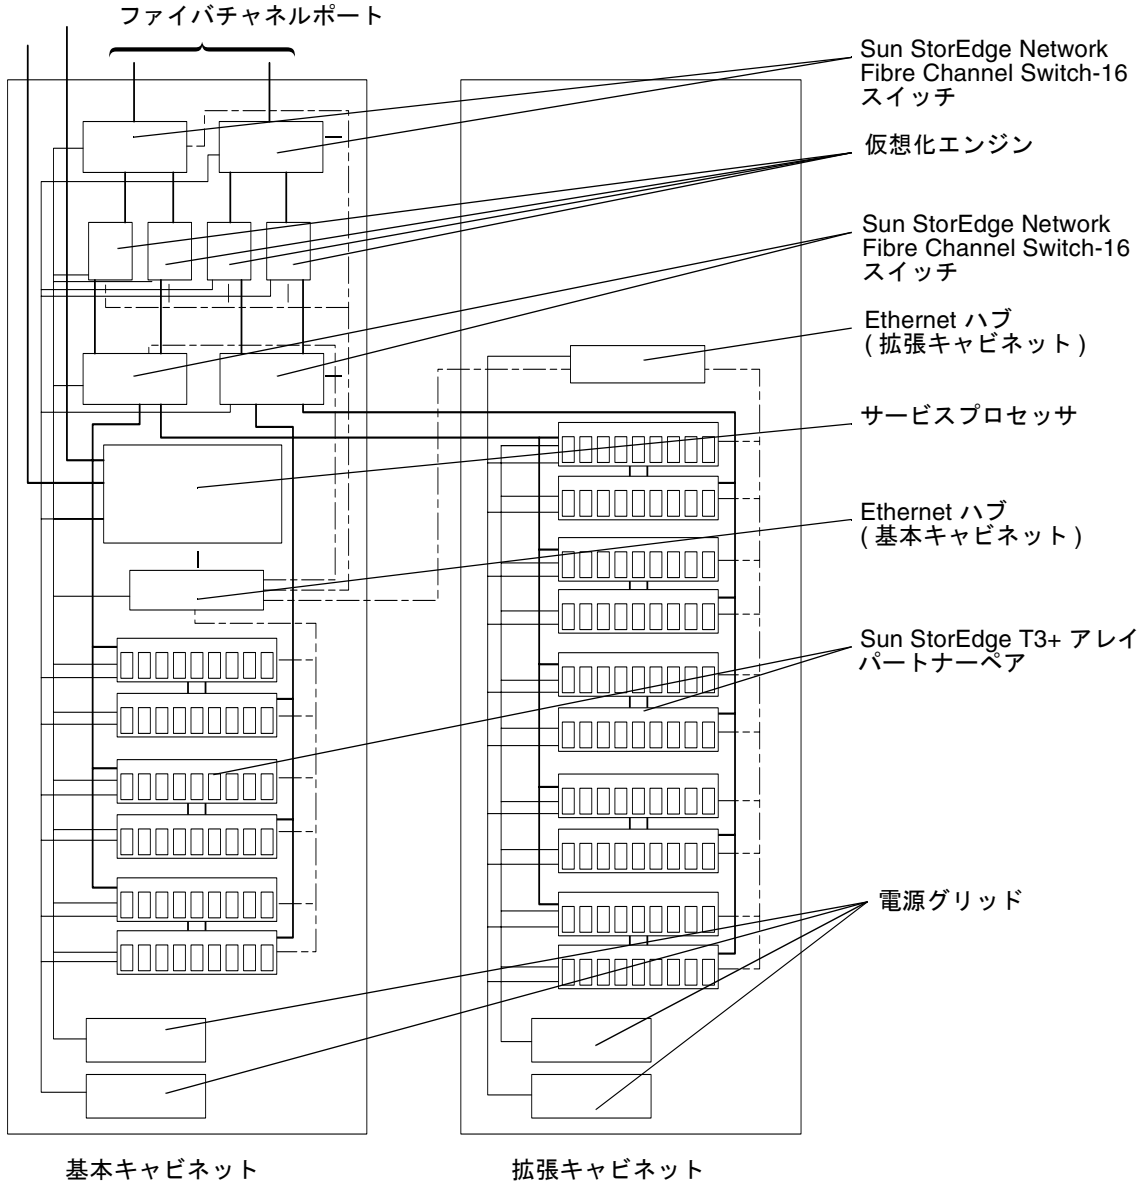 ファイバチャネルポート
Sun StorEdge Network
Fibre Channel Switch-16
スイッチ
仮想化エンジン
Sun StorEdge Network
Fibre Channel Switch-16
スイッチ
Ethernet ハブ
( 拡張キャビネット )
サービスプロセッサ
Ethernet ハブ
( 基本キャビネット )
Sun StorEdge T3+ アレイ
パートナーペア
電源グリッド
基本キャビネット
拡張キャビネット